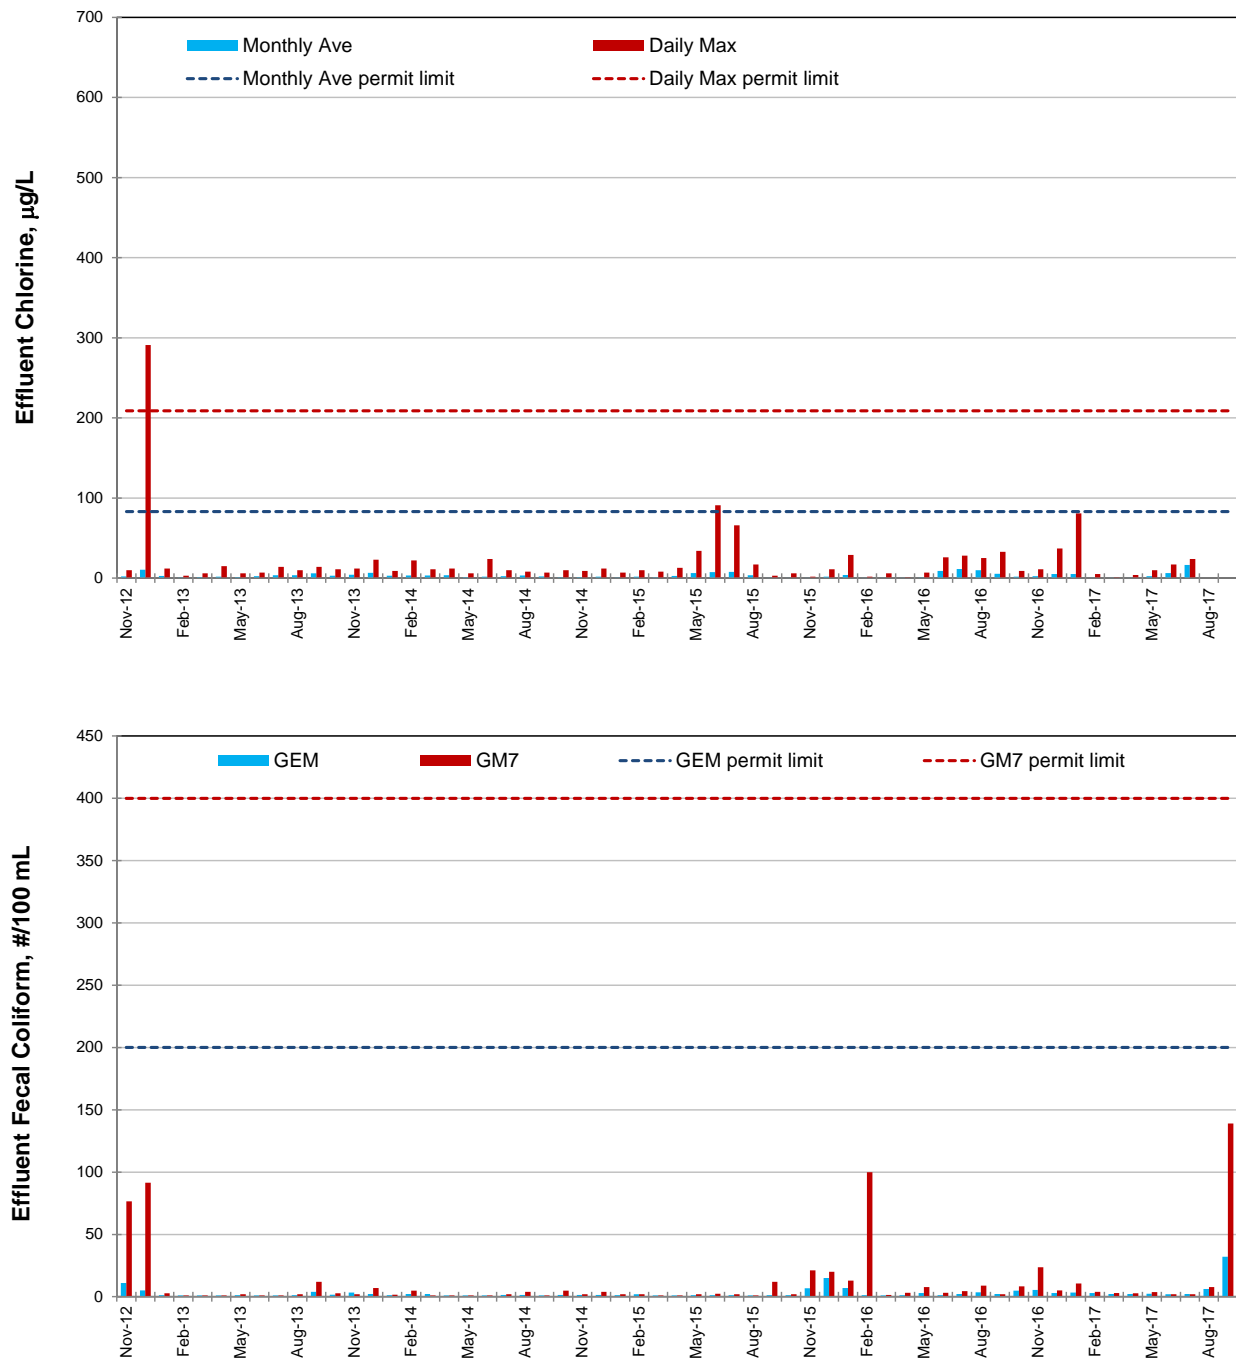 700
600
500
400
300
200
100
0
Effluent Chlorine, µg/L
Monthly Ave
Daily Max
Monthly Ave permit limit
Daily Max permit limit
Nov-12
Feb-13
May-13
Aug-13
Nov-13
Feb-14
May-14
Aug-14
Nov-14
Feb-15
May-15
Aug-15
Nov-15
Feb-16
May-16
Aug-16
Nov-16
Feb-17
May-17
Aug-17
450
400
350
300
250
200
150
100
50
0
Effluent Fecal Coliform, #/100 mL
GEM
GM7
GEM permit limit
GM7 permit limit
Nov-12
Feb-13
May-13
Aug-13
Nov-13
Feb-14
May-14
Aug-14
Nov-14
Feb-15
May-15
Aug-15
Nov-15
Feb-16
May-16
Aug-16
Nov-16
Feb-17
May-17
Aug-17